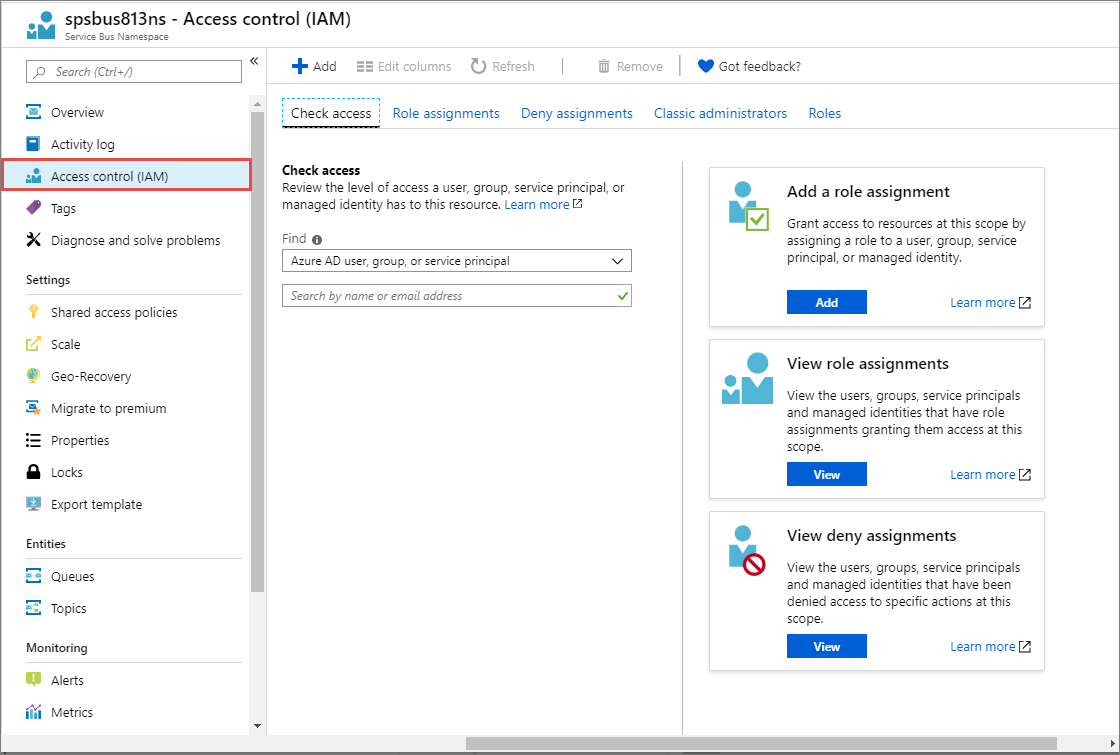 spsbus813ns - Access control (IAM)
Service Bus Namespace
Search (Ctrl+/)
«
Overview
Activity log
Access control (IAM)
Tags
Diagnose and solve problems
Settings
Shared access policies
Scale
Geo-Recovery
Migrate to premium
Properties
Locks
Export template
Entities
Queues
Topics
Monitoring
Alerts
Metrics
Add
Edit columns
Refresh
Remove
Got feedback?
Check access
Role assignments
Deny assignments
Classic administrators
Roles
Check access
Review the level of access a user, group, service principal, or
managed identity has to this resource. Learn more
Find
Azure AD user, group, or service principal
Search by name or email address
Add a role assignment
Grant access to resources at this scope by
assigning a role to a user, group, service
principal, or managed identity.
Add
Learn more
View role assignments
View the users, groups, service principals
and managed identities that have role
assignments granting them access at this
scope.
View
Learn more
View deny assignments
View the users, groups, service principals
and managed identities that have been
denied access to specific actions at this
scope.
View
Learn more